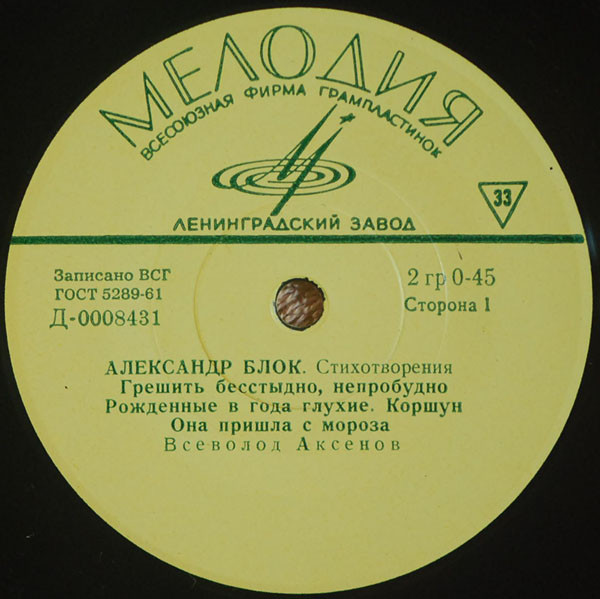 МЕЛОДИЯ
ВСЕСОЮЗНАЯ ФИРМА ГРАМПЛАСТИНОК
33
ЛЕНИНГРАДСКИЙ ЗАВОД
Записано ВСГ
ГОСТ 5289-61
Д-0008431
2 гр 0-45
Сторона 1
АЛЕКСАНДР БЛОК. Стихотворения
Грешить бесстыдно, непробудно
Рожденные в года глухие. Коршун
Она пришла с мороза
Всеволод Аксенов